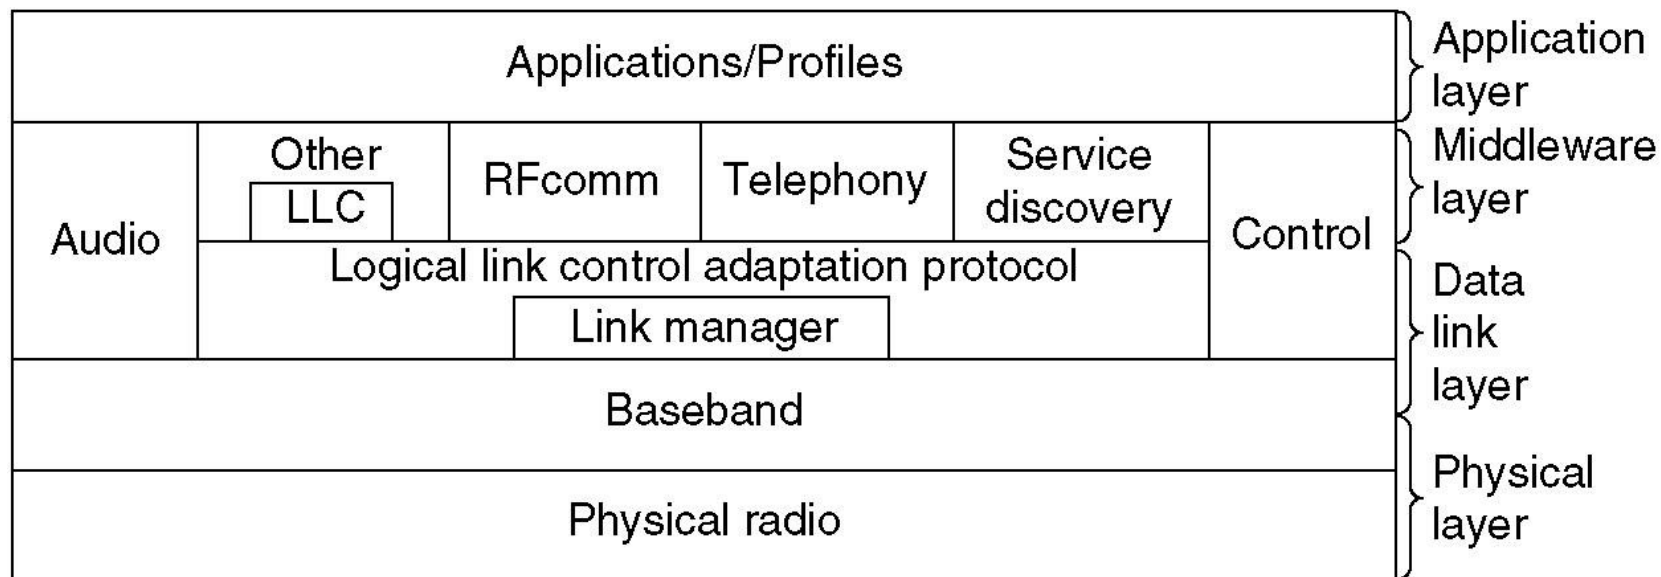 Applications/Profiles
Application
layer
Audio
Other
LLC
RFcomm
Telephony
Service
discovery
Control
Middleware
layer
Logical link control adaptation protocol
Link manager
Data
link
layer
Baseband
Physical radio
Physical
layer